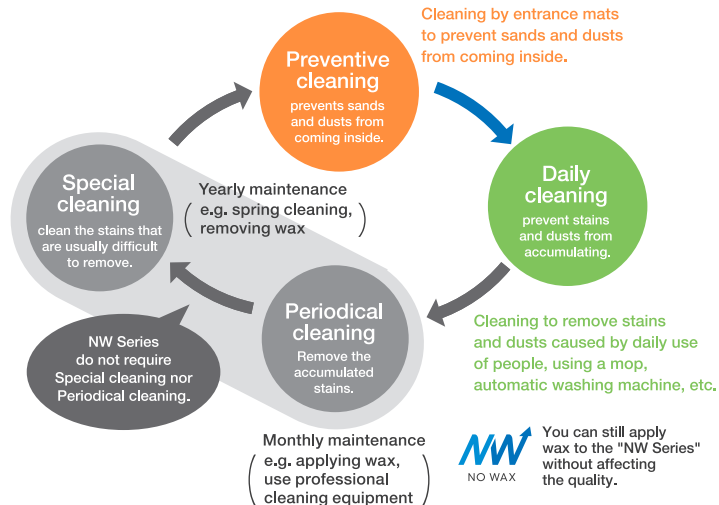 Cleaning by entrance mats
to prevent sands and dusts
from coming inside.
Preventive
cleaning
prevents sands
and dusts from
coming inside.
Daily
cleaning
prevent stains
and dusts from
accumulating.
Special
cleaning
clean the stains that
are usually difficult
to remove.
Yearly maintenance
e.g. spring cleaning,
removing wax
Periodical
cleaning
Remove the
accumulated
stains.
Cleaning to remove stains
and dusts caused by daily use
of people, using a mop,
automatic washing machine, etc.
NW Series
do not require
Special cleaning nor
Periodical cleaning.
Monthly maintenance
e.g. applying wax,
use professional
cleaning equipment
NW
NO WAX
You can still apply
wax to the "NW Series"
without affecting
the quality.